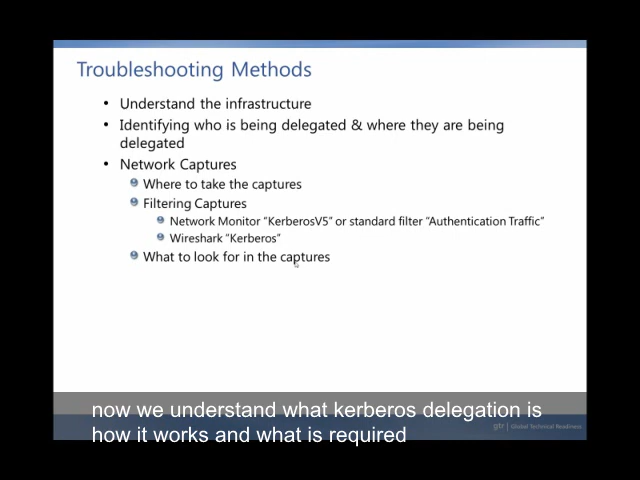 Troubleshooting Methods
• Understand the infrastructure
• Identifying who is being delegated & where they are being
delegated
• Network Captures
Where to take the captures
Filtering Captures
Network Monitor "KerberosV5" or standard filter "Authentication Traffic"
Wireshark "Kerberos"
What to look for in the captures
now we understand what kerberos delegation is
how it works and what is required
gtr | Global Technical Readiness